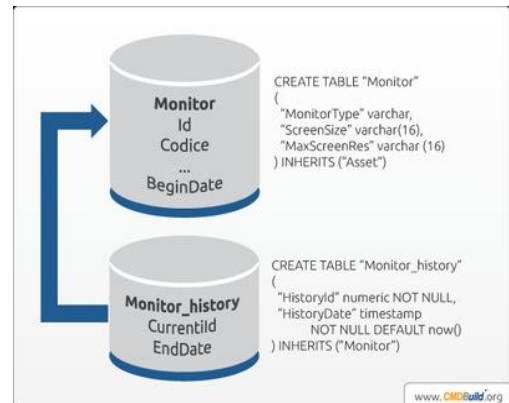 Monitor
Id
Codice
...
BeginDate
CREATE TABLE "Monitor"
(
"MonitorType" varchar,
"ScreenSize" varchar(16),
"MaxScreenRes" varchar (16)
) INHERITS ("Asset")
Monitor_history
CurrentiId
EndDate
CREATE TABLE "Monitor_history"
(
"HistoryId" numeric NOT NULL,
"HistoryDate" timestamp
NOT NULL DEFAULT now()
) INHERITS ("Monitor")
www.CMDBuild.org